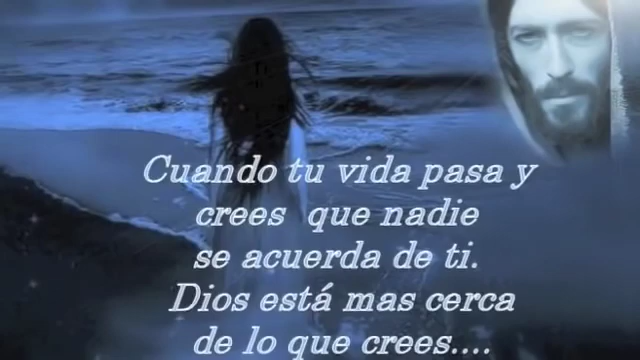 Cuando tu vida pasa y
crees que nadie
se acuerda de ti.
Dios está mas cerca
de lo que crees....